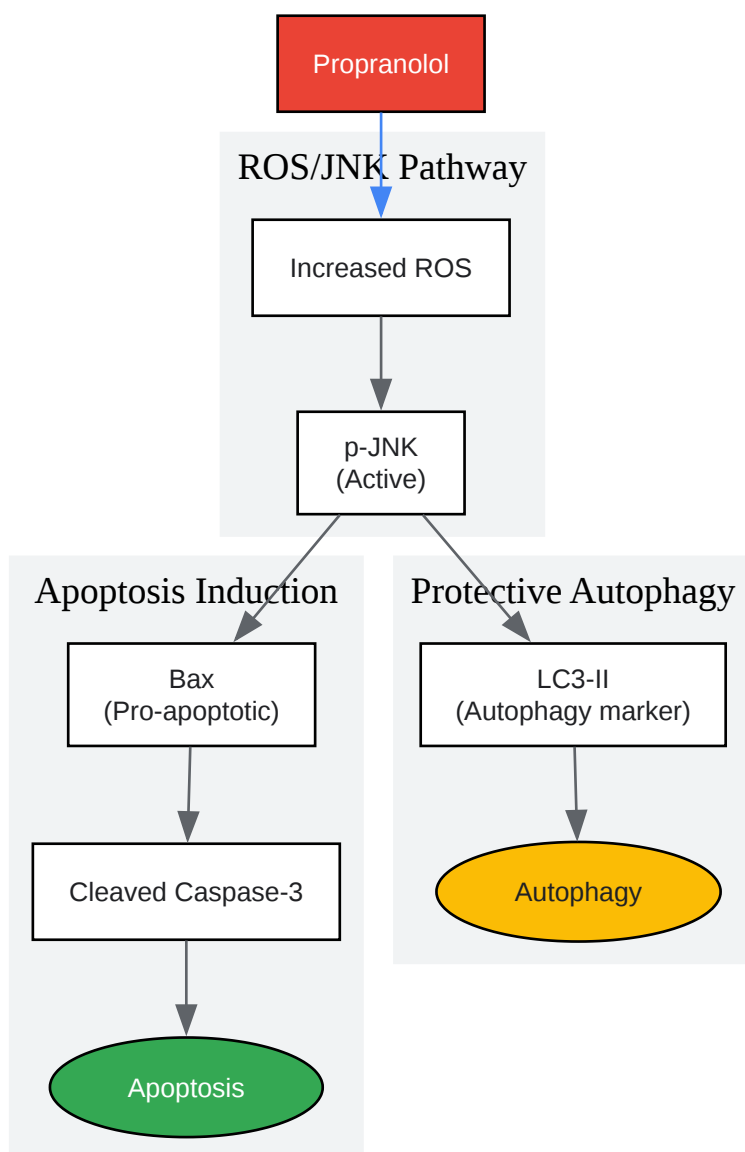 Propranolol
ROS/JNK Pathway
Increased ROS
p-JNK
(Active)
Apoptosis Induction
Bax
(Pro-apoptotic)
Cleaved Caspase-3
Apoptosis
Protective Autophagy
LC3-II
(Autophagy marker)
Autophagy